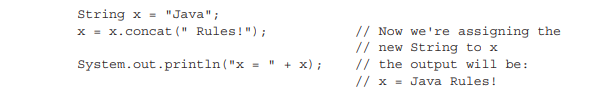 String x = "Java";
x = x.concat(" Rules!");        // Now we're assigning the
                                // new String to x
System.out.println("x = " + x); // the output will be:
                                // x = Java Rules!